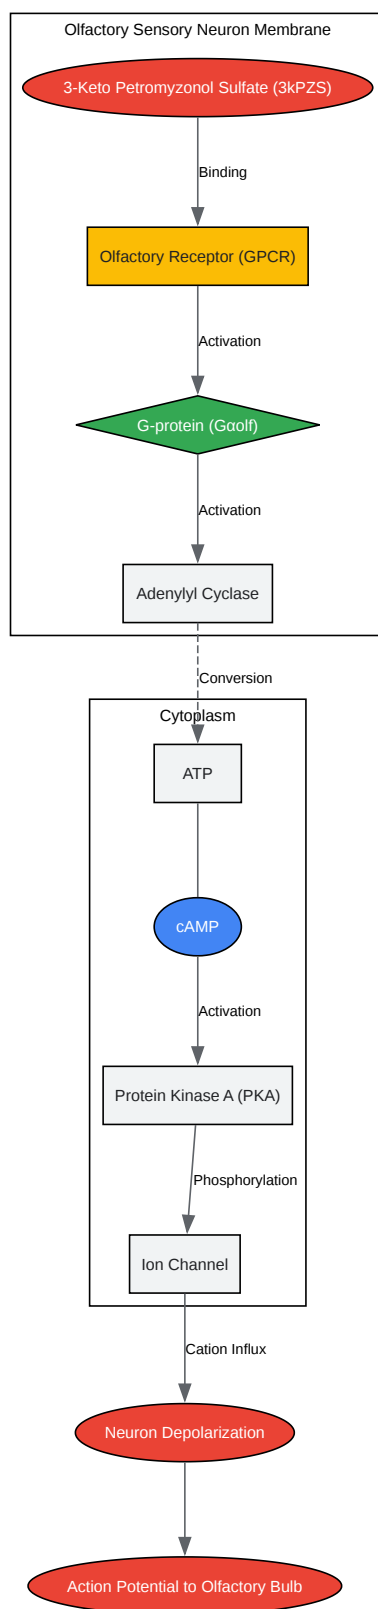 Olfactory Sensory Neuron Membrane
3-Keto Petromyzonol Sulfate (3kPZS)
Binding
Olfactory Receptor (GPCR)
Activation
G-protein (Gαolf)
Activation
Adenylyl Cyclase
Conversion
Cytoplasm
ATP
cAMP
Activation
Protein Kinase A (PKA)
Phosphorylation
Ion Channel
Cation Influx
Neuron Depolarization
Action Potential to Olfactory Bulb